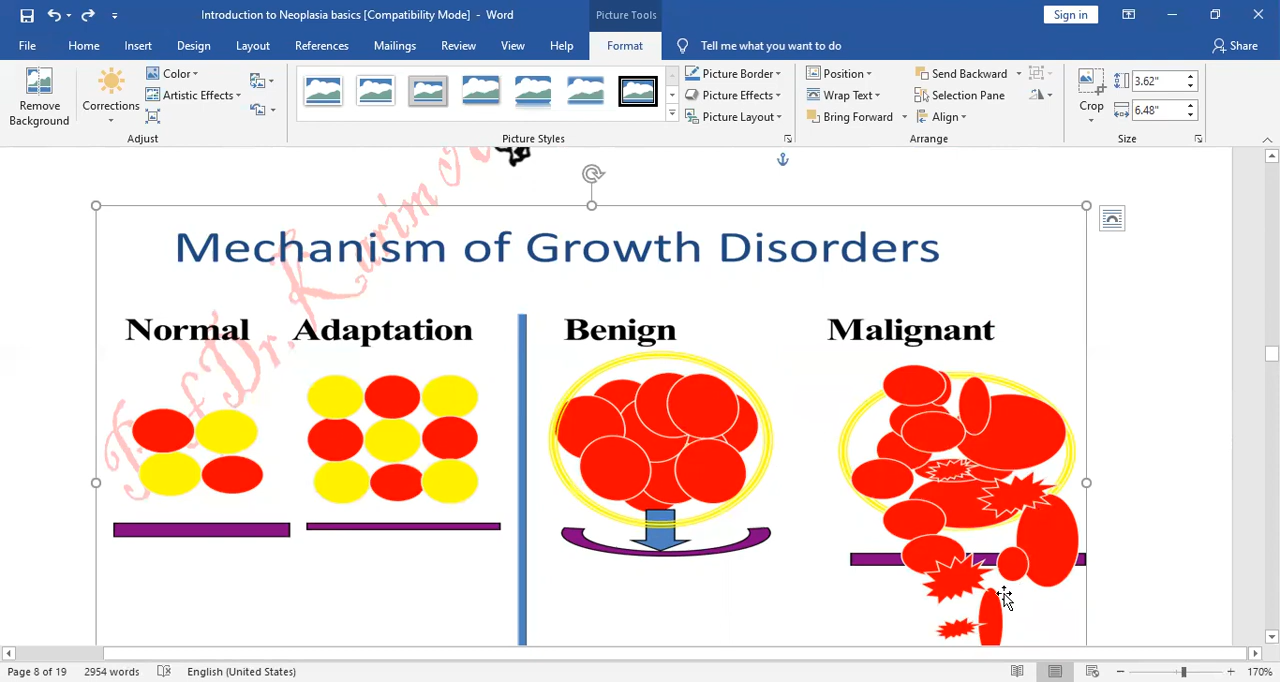 Introduction to Neoplasia basics [Compatibility Mode] - Word
Picture Tools
Sign in
File Home Insert Design Layout References Mailings Review View Help Format Tell me what you want to do Share
Remove Background
Corrections
Color
Artistic Effects
Adjust
Picture Border
Picture Effects
Picture Layout
Picture Styles
Position
Wrap Text
Bring Forward
Send Backward
Selection Pane
Align
Arrange
Crop
3.62"
6.48"
Size
Mechanism of Growth Disorders
Normal Adaptation Benign Malignant
Prof Dr. Karim
Page 8 of 19 2954 words English (United States) 170%